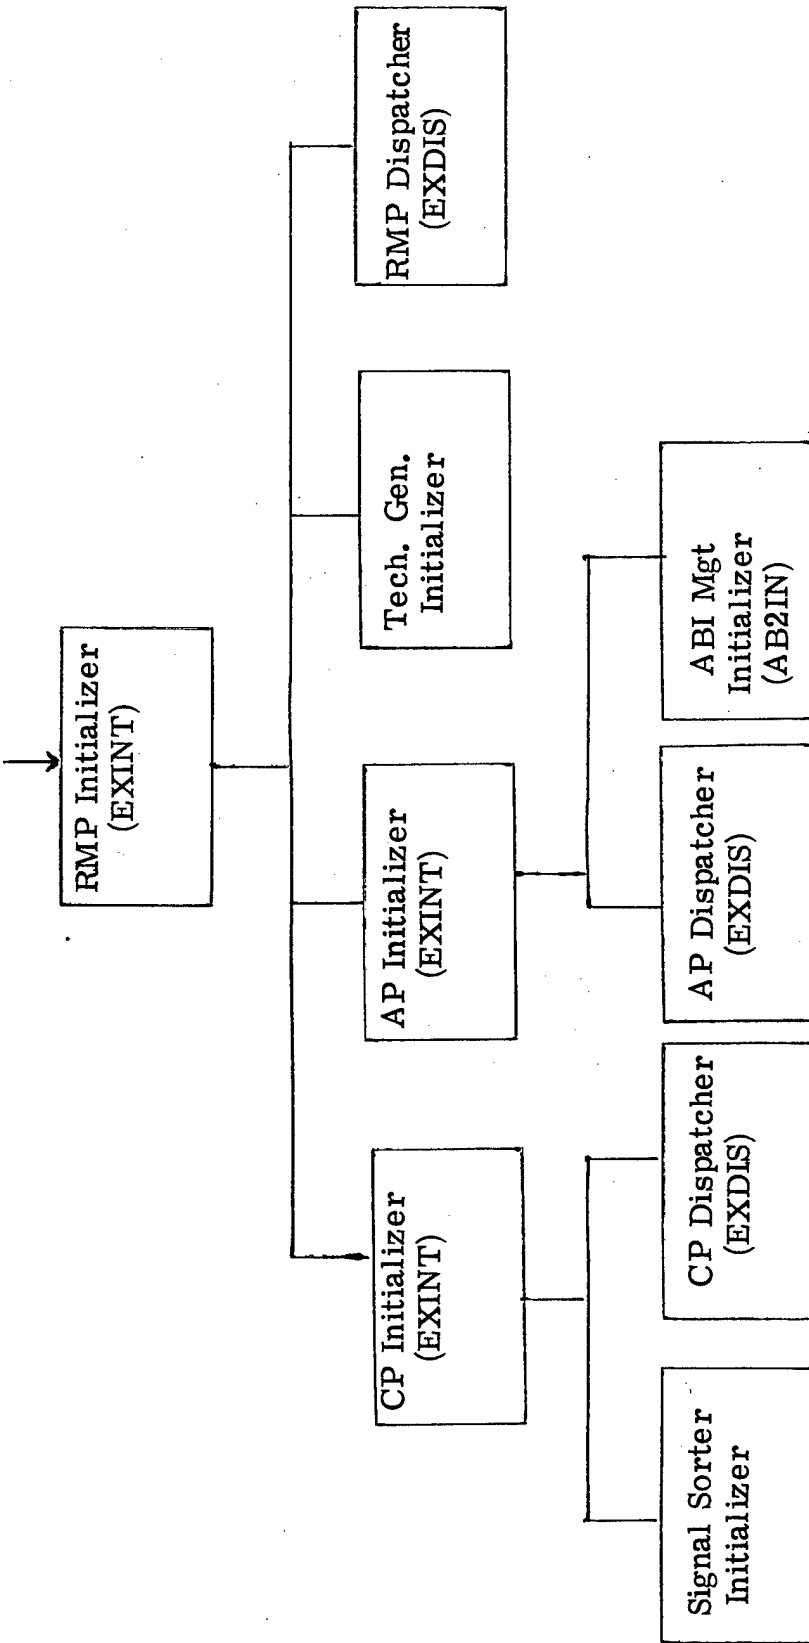 RMP Initializer
(EXINT)
CP Initializer
(EXINT)
AP Initializer
(EXINT)
Tech. Gen.
Initializer
RMP Dispatcher
(EXDIS)
Signal Sorter
Initializer
CP Dispatcher
(EXDIS)
AP Dispatcher
(EXDIS)
ABI Mgt
Initializer
(AB2IN)